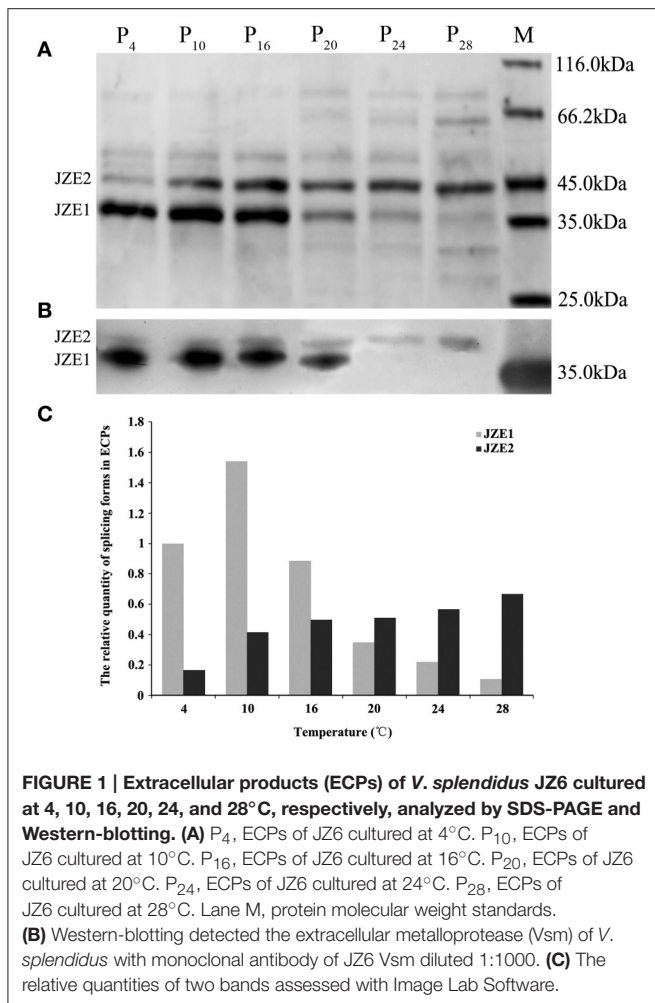 A
P4 P10 P16 P20 P24 P28 M
116.0kDa
66.2kDa
JZE2
45.0kDa
JZE1
35.0kDa
25.0kDa
B
JZE2
JZE1
35.0kDa
C
1.8
1.6
1.4
1.2
1
0.8
0.6
0.4
0.2
0
The relative quantity of splicing forms in ECPs
JZE1
JZE2
4 10 16 20 24 28
Temperature (℃)
FIGURE 1 | Extracellular products (ECPs) of V. splendidus JZ6 cultured
at 4, 10, 16, 20, 24, and 28°C, respectively, analyzed by SDS-PAGE and
Western-blotting. (A) P4, ECPs of JZ6 cultured at 4°C. P10, ECPs of
JZ6 cultured at 10°C. P16, ECPs of JZ6 cultured at 16°C. P20, ECPs of JZ6
cultured at 20°C. P24, ECPs of JZ6 cultured at 24°C. P28, ECPs of
JZ6 cultured at 28°C. Lane M, protein molecular weight standards.
(B) Western-blotting detected the extracellular metalloprotease (Vsm) of V.
splendidus with monoclonal antibody of JZ6 Vsm diluted 1:1000. (C) The
relative quantities of two bands assessed with Image Lab Software.